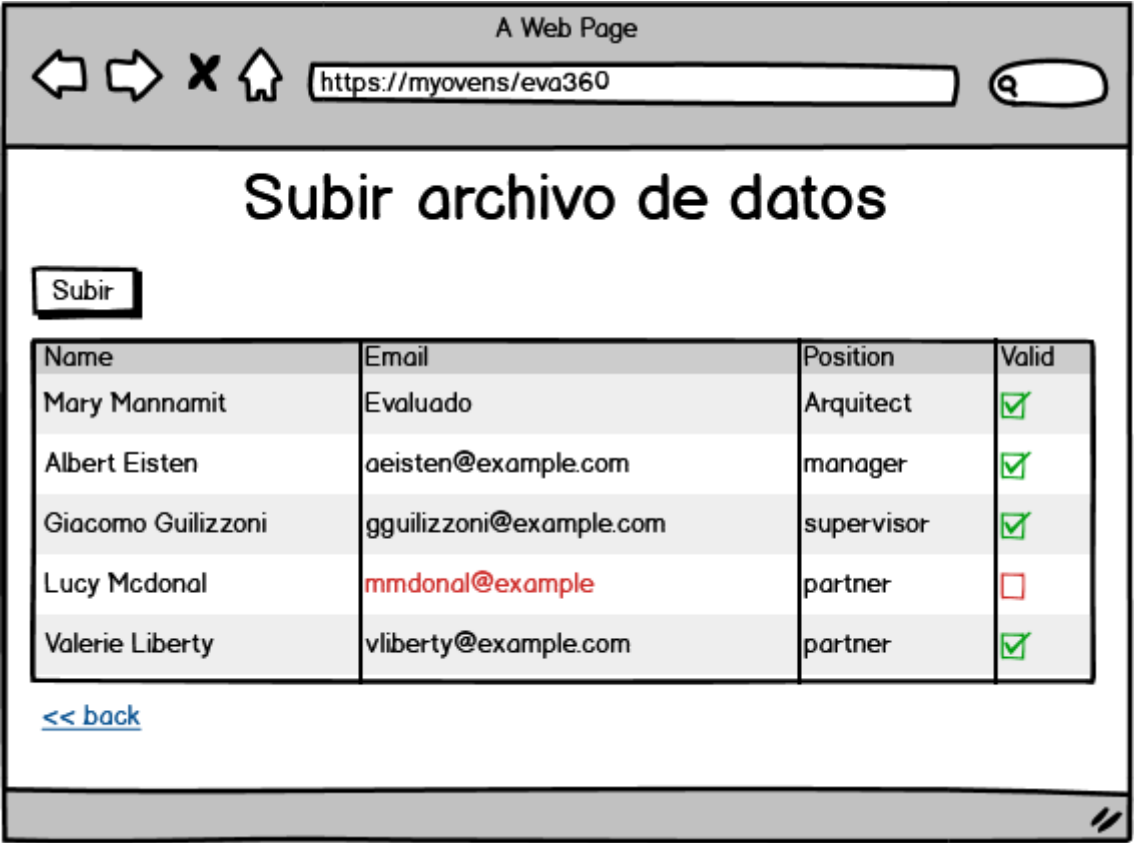 A Web Page
https://myovens/eva360
Subir archivo de datos
Subir
Name Email Position Valid
Mary Mannamit Evaluado Arquitect
Albert Eisten aeisten@example.com manager
Giacomo Guilizzoni gguilizzoni@example.com supervisor
Lucy Mcdonal mmdonal@example partner
Valerie Liberty vliberty@example.com partner
<< back